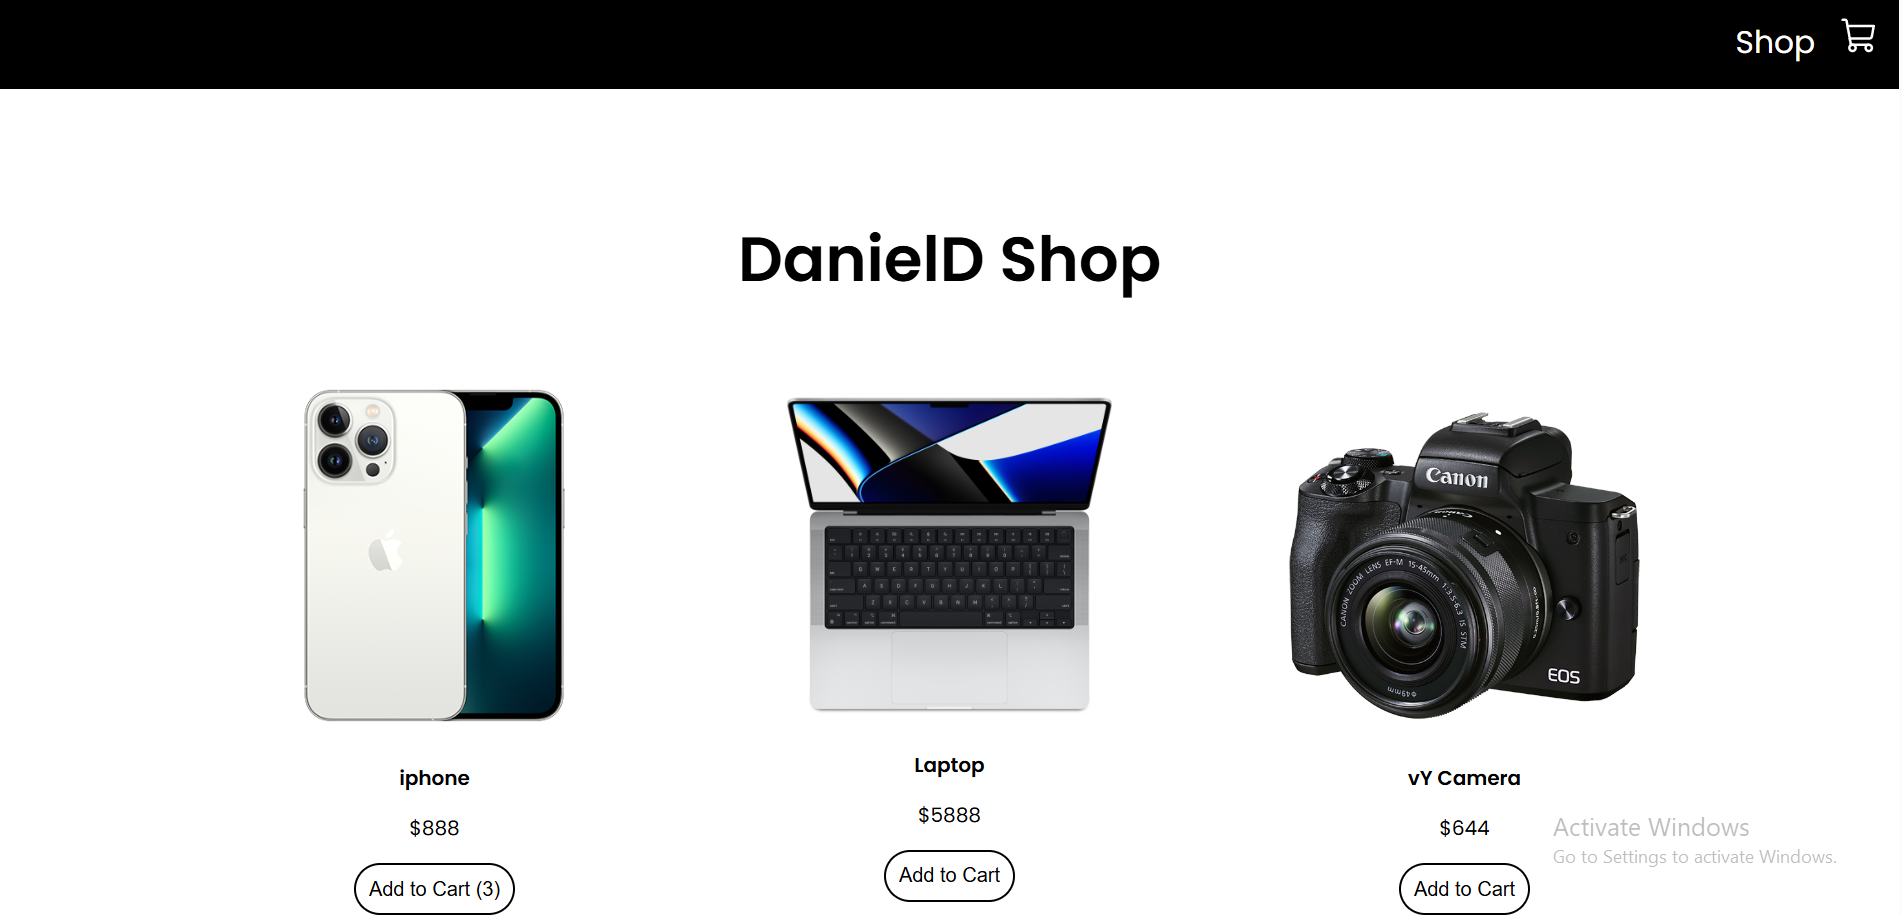 Shop
DanielD Shop
Canon
Canon
CANON ZOOM LENS EF-M 15-45mm 1:3.5-6.3 IS STM
ø49mm
EOS
iphone
$888
Add to Cart (3)
Laptop
$5888
Add to Cart
vY Camera
$644
Add to Cart
Activate Windows
Go to Settings to activate Windows.